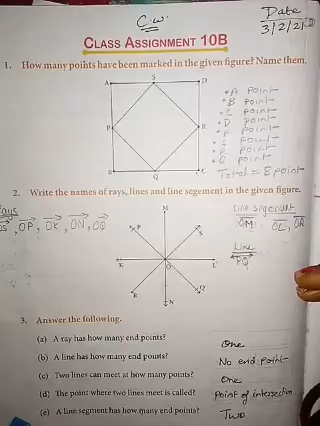 C.W.
Date
3/2/21
CLASS ASSIGNMENT 10B
1. How many points have been marked in the given figure? Name them.
A S D
P R
B Q C
• A Point
• B Point
• C Point
• D Point
• P Point
• S Point
• R Point
• Q Point
Total = 8 point
2. Write the names of rays, lines and line segement in the given figure.
Rays
OS, OP, OK, ON, OQ
M
P S
K O L
R Q
N
Line segement
OM, OL, OR
Line
PQ
3. Answer the following.
(a) A ray has how many end points?
One
(b) A line has how many end points?
No end point
(c) Two lines can meet at how many points?
One
(d) The point where two lines meet is called?
Point of intersection
(e) A line segment has how many end points?
Two